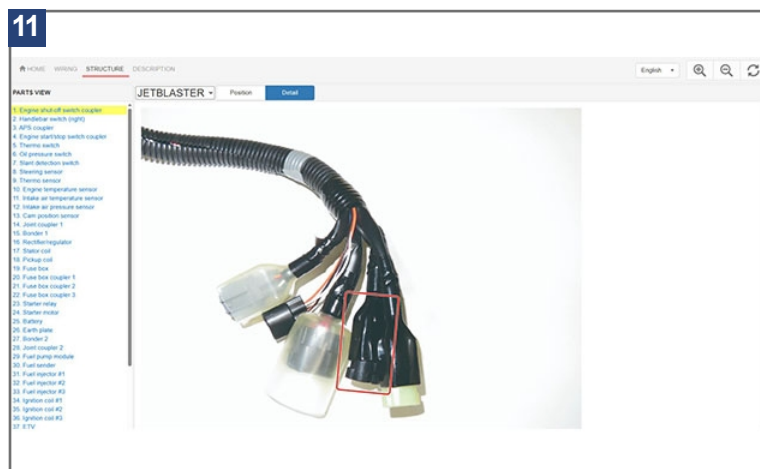 11
HOME WIRING STRUCTURE DESCRIPTION
English
PARTS VIEW
JETBLASTER Position Detail
1. Engine shut-off switch coupler
2. Handlebar switch (right)
3. APS coupler
4. Engine start/stop switch coupler
5. Thermo switch
6. Oil pressure switch
7. Slant detection switch
8. Steering sensor
9. Thermo sensor
10. Engine temperature sensor
11. Intake air temperature sensor
12. Intake air pressure sensor
13. Cam position sensor
14. Joint coupler 1
15. Bonder 1
16. Rectifier/regulator
17. Stator coil
18. Pickup coil
19. Fuse box
20. Fuse box coupler 1
21. Fuse box coupler 2
22. Fuse box coupler 3
23. Starter relay
24. Starter motor
25. Battery
26. Earth plate
27. Bonder 2
28. Joint coupler 2
29. Fuel pump module
30. Fuel sender
31. Fuel injector #1
32. Fuel injector #2
33. Fuel injector #3
34. Ignition coil #1
35. Ignition coil #2
36. Ignition coil #3
37. ETV